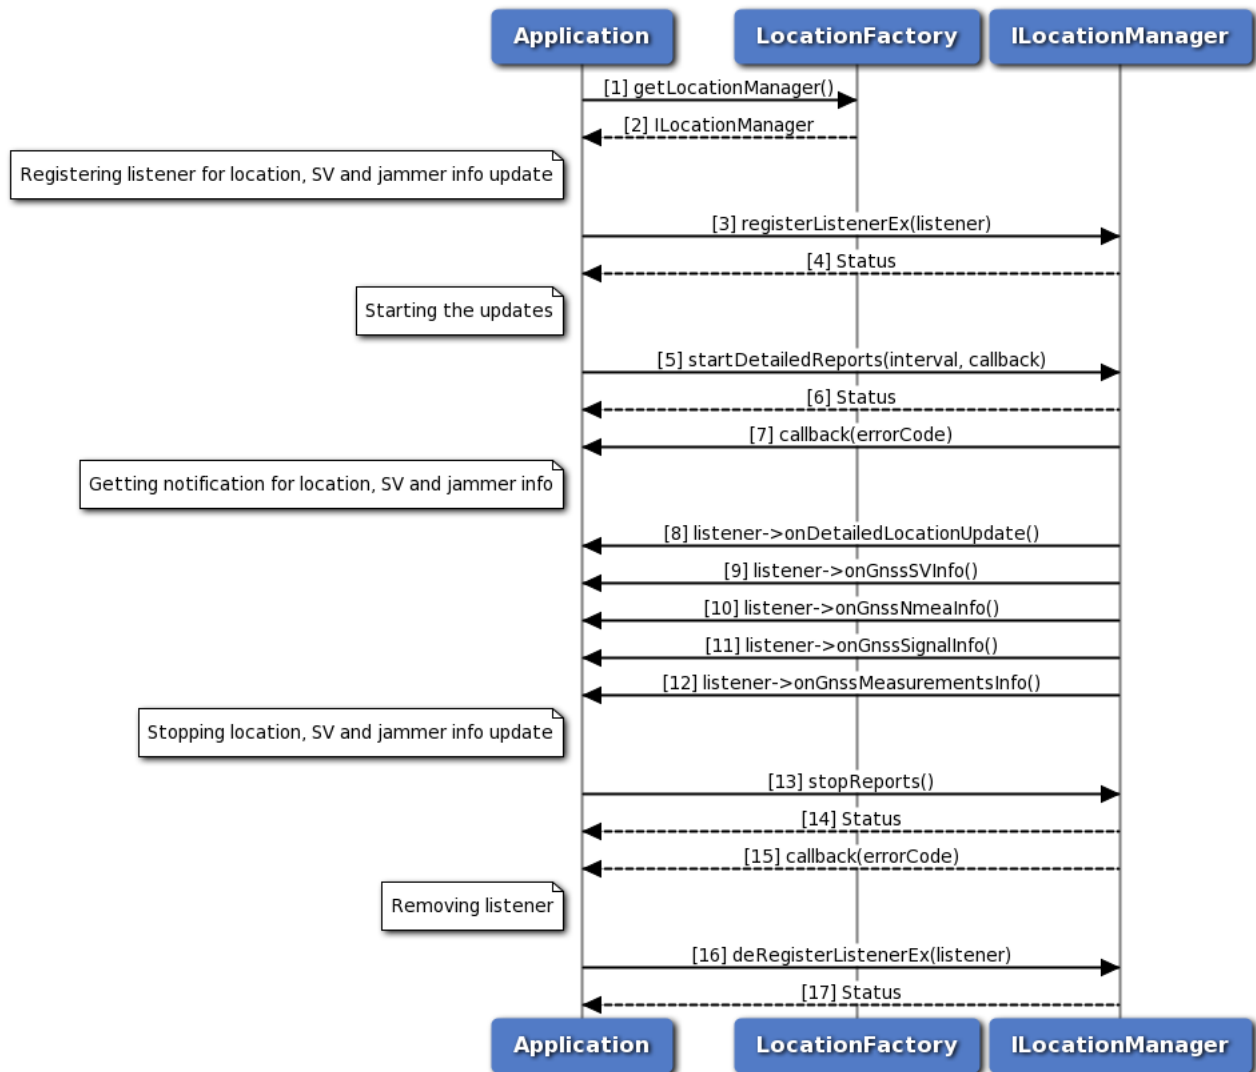 Application
LocationFactory
ILocationManager
[1] getLocationManager()
[2] ILocationManager
Registering listener for location, SV and jammer info update
[3] registerListenerEx(listener)
[4] Status
Starting the updates
[5] startDetailedReports(interval, callback)
[6] Status
[7] callback(errorCode)
Getting notification for location, SV and jammer info
[8] listener->onDetailedLocationUpdate()
[9] listener->onGnssSVInfo()
[10] listener->onGnssNmeaInfo()
[11] listener->onGnssSignalInfo()
[12] listener->onGnssMeasurementsInfo()
Stopping location, SV and jammer info update
[13] stopReports()
[14] Status
[15] callback(errorCode)
Removing listener
[16] deRegisterListenerEx(listener)
[17] Status
Application
LocationFactory
ILocationManager